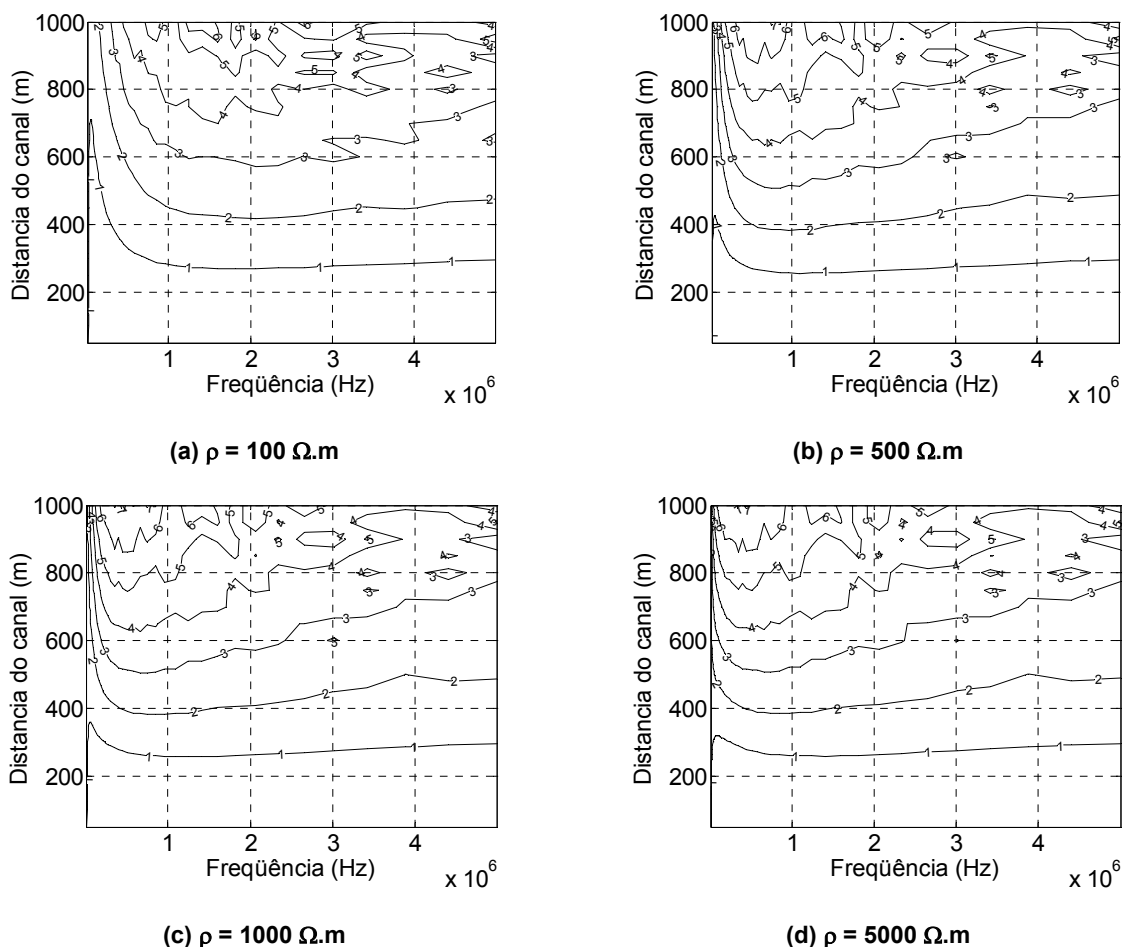 1000
800
600
400
200
Distancia do canal (m)
1 2 3 4
Freqüência (Hz)
x 10^6
(a) ρ = 100 Ω.m
1000
800
600
400
200
Distancia do canal (m)
1 2 3 4
Freqüência (Hz)
x 10^6
(b) ρ = 500 Ω.m
1000
800
600
400
200
Distancia do canal (m)
1 2 3 4
Freqüência (Hz)
x 10^6
(c) ρ = 1000 Ω.m
1000
800
600
400
200
Distancia do canal (m)
1 2 3 4
Freqüência (Hz)
x 10^6
(d) ρ = 5000 Ω.m